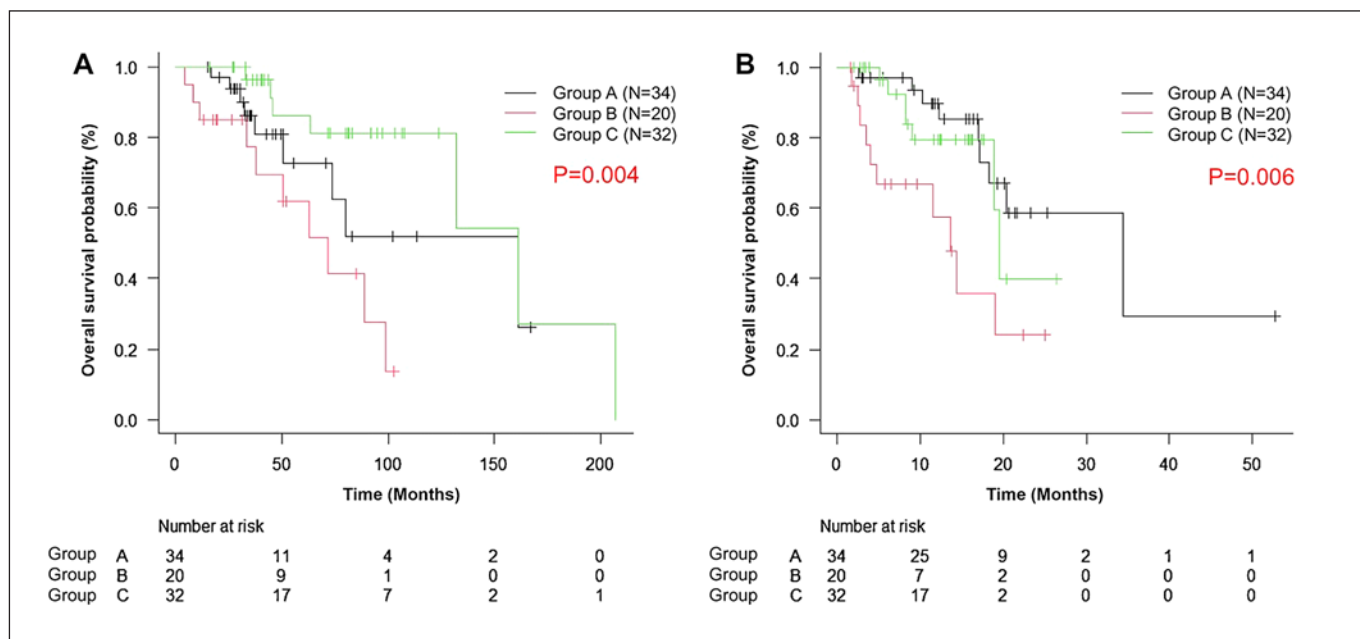 A
Overall survival probability (%)
1.0
0.8
0.6
0.4
0.2
0.0
Group A (N=34)
Group B (N=20)
Group C (N=32)
P=0.004
0 50 100 150 200
Time (Months)
Number at risk
Group A 34 11 4 2 0
Group B 20 9 1 0 0
Group C 32 17 7 2 1
B
Overall survival probability (%)
1.0
0.8
0.6
0.4
0.2
0.0
Group A (N=34)
Group B (N=20)
Group C (N=32)
P=0.006
0 10 20 30 40 50
Time (Months)
Number at risk
Group A 34 25 9 2 1 1
Group B 20 7 2 0 0 0
Group C 32 17 2 0 0 0